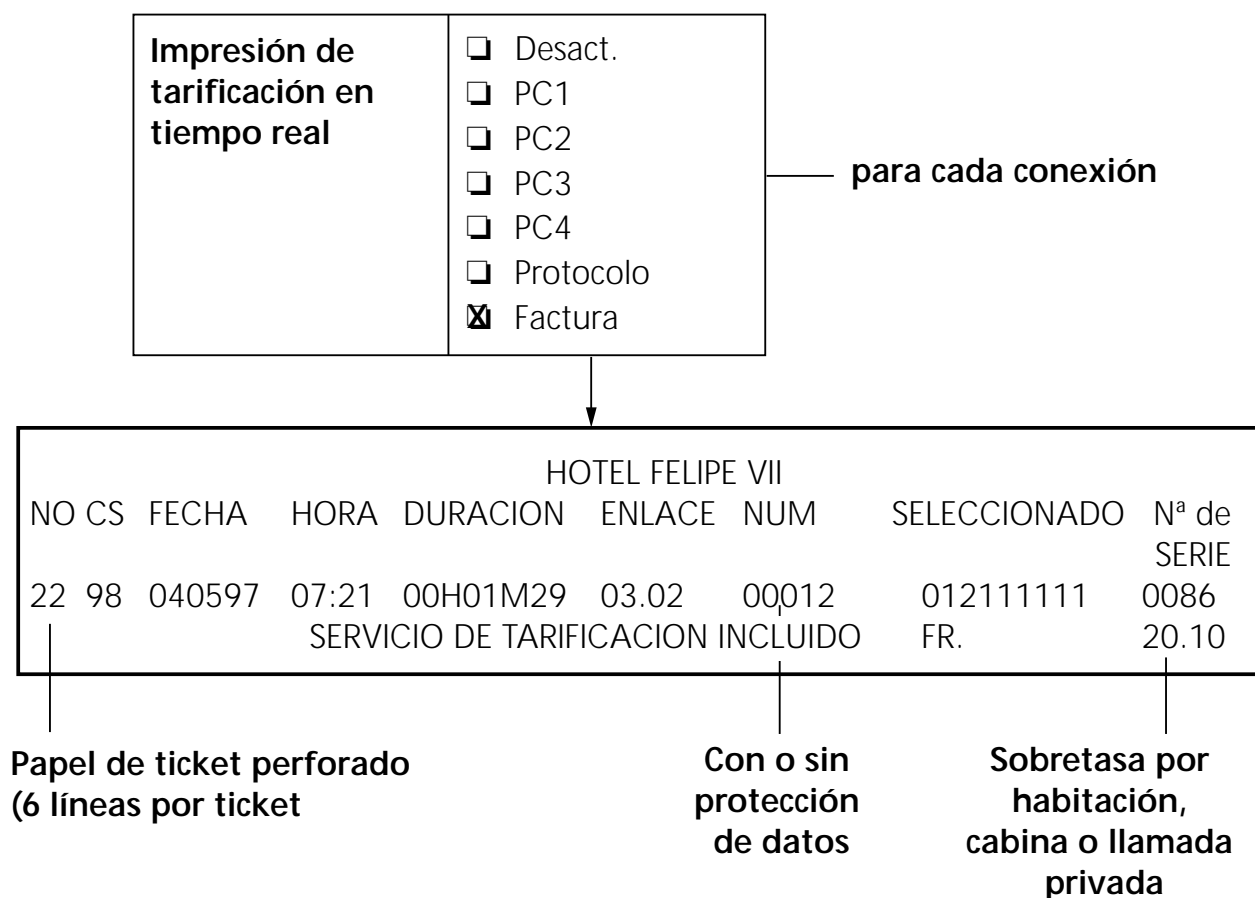 Impresión de
tarificación en
tiempo real
❏ Desact.
❏ PC1
❏ PC2
❏ PC3
❏ PC4
❏ Protocolo
☒ Factura
para cada conexión
HOTEL FELIPE VII
NO CS FECHA HORA DURACION ENLACE NUM SELECCIONADO Nª de
SERIE
22 98 040597 07:21 00H01M29 03.02 00012 012111111 0086
SERVICIO DE TARIFICACION INCLUIDO FR. 20.10
Papel de ticket perforado
(6 líneas por ticket
Con o sin
protección
de datos
Sobretasa por
habitación,
cabina o llamada
privada